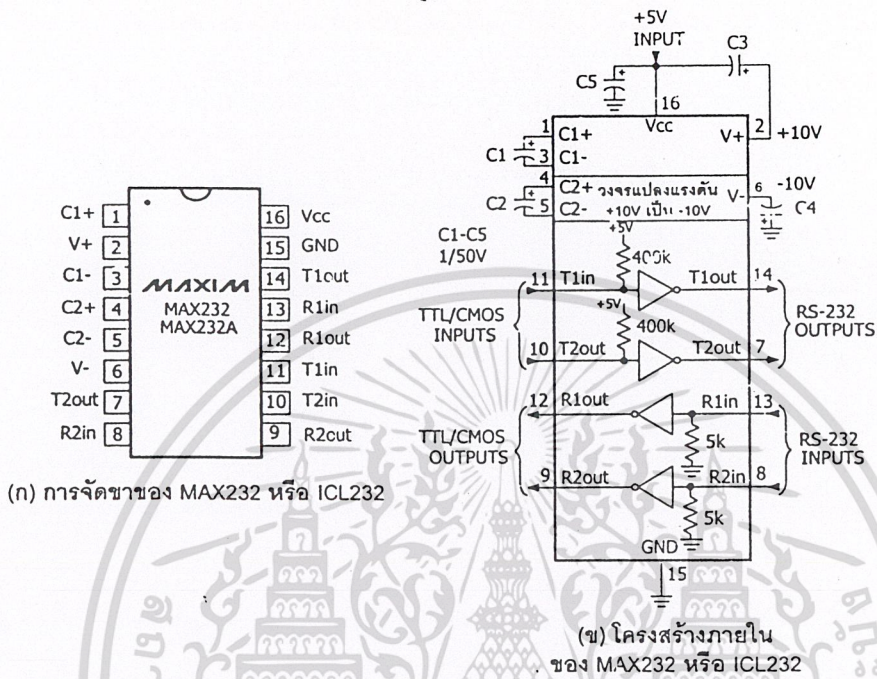 C1+ 1
V+ 2
C1- 3
C2+ 4
C2- 5
V- 6
T2out 7
R2in 8
16 Vcc
15 GND
14 T1out
13 R1in
12 R1out
11 T1in
10 T2in
9 R2out
MAXIM
MAX232
MAX232A
(ก) การจัดขาของ MAX232 หรือ ICL232
+5V
INPUT
C3
C5
16
Vcc
1 C1+
C1
3 C1-
V+ 2 +10V
4 C2+
C2
5 C2-
วงจรแปลงแรงดัน
+10V เป็น -10V
V- 6 -10V
C4
C1-C5
1/50V
+5V
400k
11 T1in
T1out 14
+5V
400k
10 T2out
T2out 7
TTL/CMOS
INPUTS
RS-232
OUTPUTS
12 R1out
R1in 13
5k
9 R2out
R2in 8
5k
TTL/CMOS
OUTPUTS
RS-232
INPUTS
GND
15
(ข) โครงสร้างภายใน
ของ MAX232 หรือ ICL232